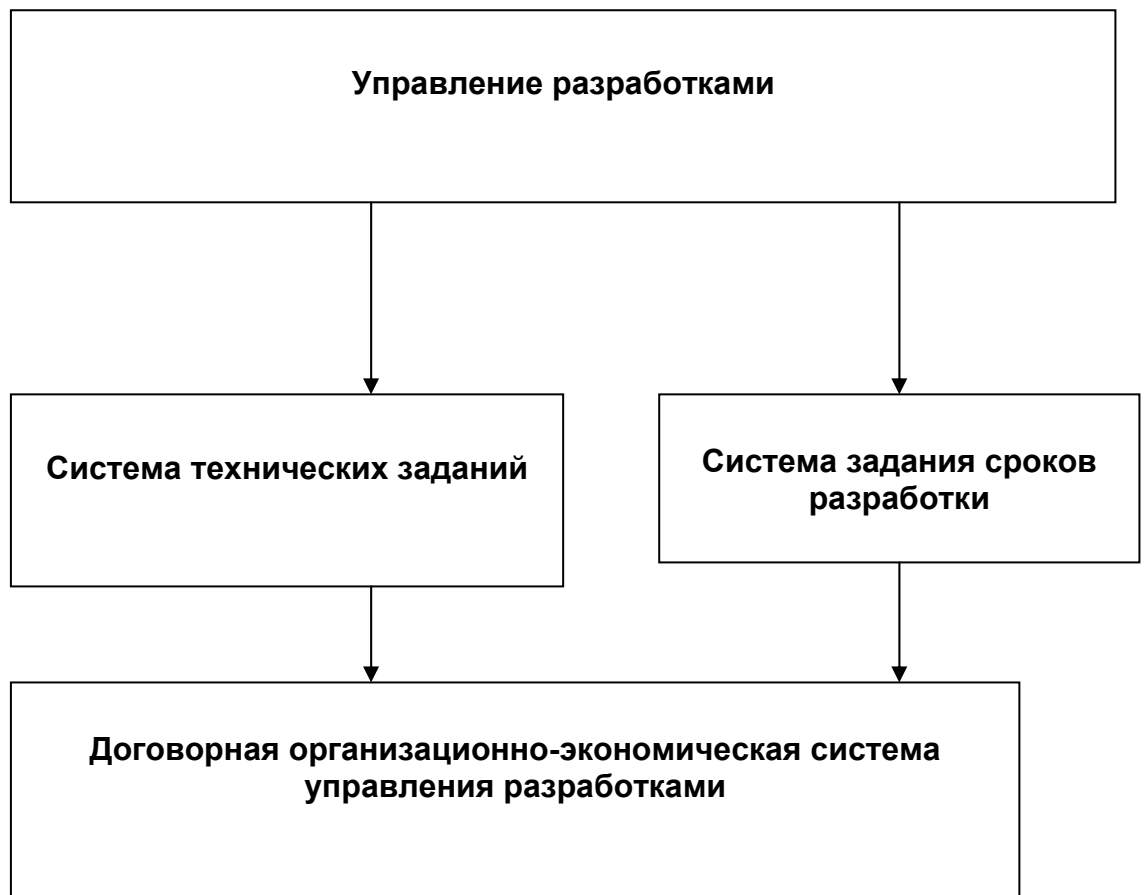 Управление разработками
Система технических заданий
Система задания сроков
разработки
Договорная организационно-экономическая система
управления разработками